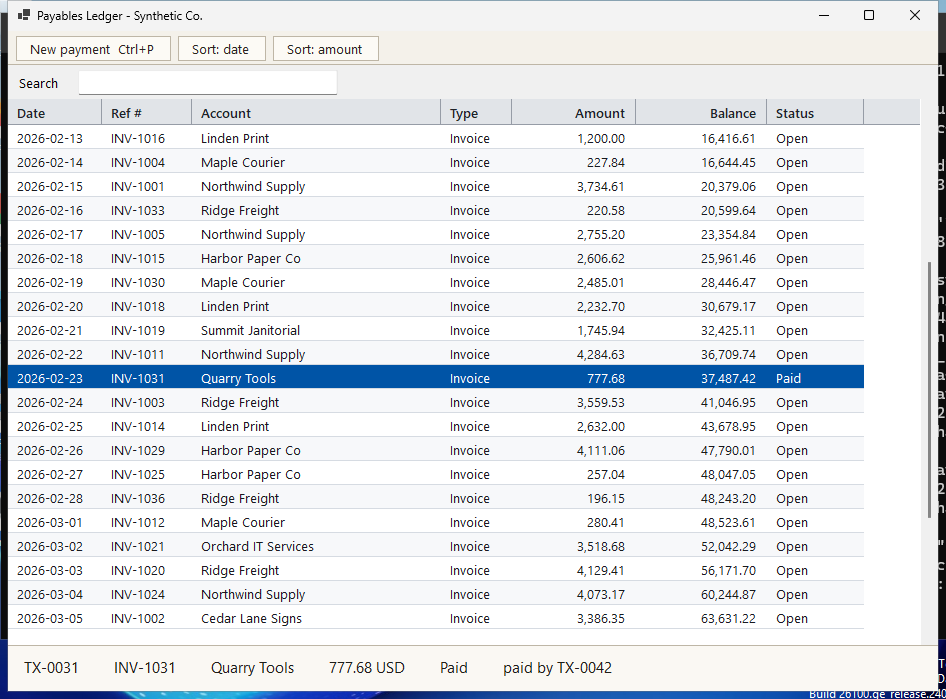 Payables Ledger - Synthetic Co.
New payment Ctrl+P Sort: date Sort: amount
Search
Date Ref # Account Type Amount Balance Status
2026-02-13 INV-1016 Linden Print Invoice 1,200.00 16,416.61 Open
2026-02-14 INV-1004 Maple Courier Invoice 227.84 16,644.45 Open
2026-02-15 INV-1001 Northwind Supply Invoice 3,734.61 20,379.06 Open
2026-02-16 INV-1033 Ridge Freight Invoice 220.58 20,599.64 Open
2026-02-17 INV-1005 Northwind Supply Invoice 2,755.20 23,354.84 Open
2026-02-18 INV-1015 Harbor Paper Co Invoice 2,606.62 25,961.46 Open
2026-02-19 INV-1030 Maple Courier Invoice 2,485.01 28,446.47 Open
2026-02-20 INV-1018 Linden Print Invoice 2,232.70 30,679.17 Open
2026-02-21 INV-1019 Summit Janitorial Invoice 1,745.94 32,425.11 Open
2026-02-22 INV-1011 Northwind Supply Invoice 4,284.63 36,709.74 Open
2026-02-23 INV-1031 Quarry Tools Invoice 777.68 37,487.42 Paid
2026-02-24 INV-1003 Ridge Freight Invoice 3,559.53 41,046.95 Open
2026-02-25 INV-1014 Linden Print Invoice 2,632.00 43,678.95 Open
2026-02-26 INV-1029 Harbor Paper Co Invoice 4,111.06 47,790.01 Open
2026-02-27 INV-1025 Harbor Paper Co Invoice 257.04 48,047.05 Open
2026-02-28 INV-1036 Ridge Freight Invoice 196.15 48,243.20 Open
2026-03-01 INV-1012 Maple Courier Invoice 280.41 48,523.61 Open
2026-03-02 INV-1021 Orchard IT Services Invoice 3,518.68 52,042.29 Open
2026-03-03 INV-1020 Ridge Freight Invoice 4,129.41 56,171.70 Open
2026-03-04 INV-1024 Northwind Supply Invoice 4,073.17 60,244.87 Open
2026-03-05 INV-1002 Cedar Lane Signs Invoice 3,386.35 63,631.22 Open
TX-0031 INV-1031 Quarry Tools 777.68 USD Paid paid by TX-0042
Build 26100.ge_release.240